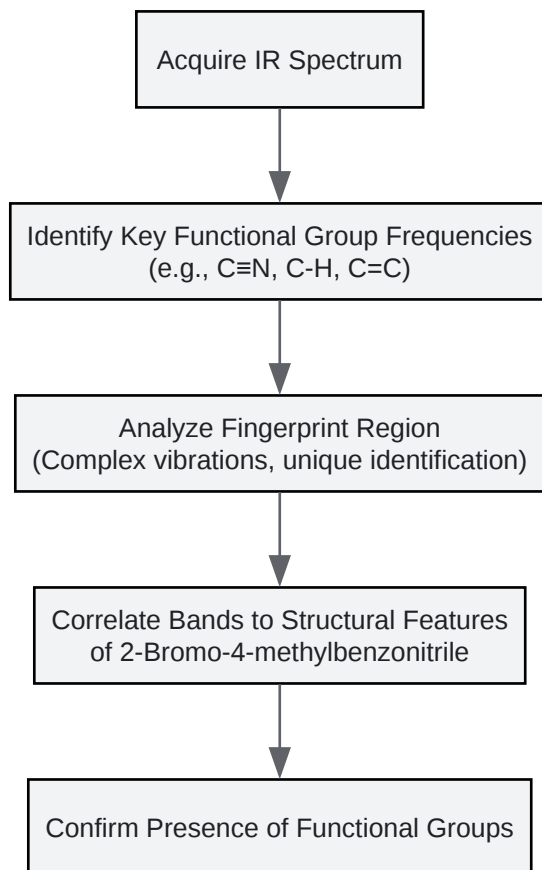 Acquire IR Spectrum
Identify Key Functional Group Frequencies
(e.g., C≡N, C-H, C=C)
Analyze Fingerprint Region
(Complex vibrations, unique identification)
Correlate Bands to Structural Features
of 2-Bromo-4-methylbenzonitrile
Confirm Presence of Functional Groups